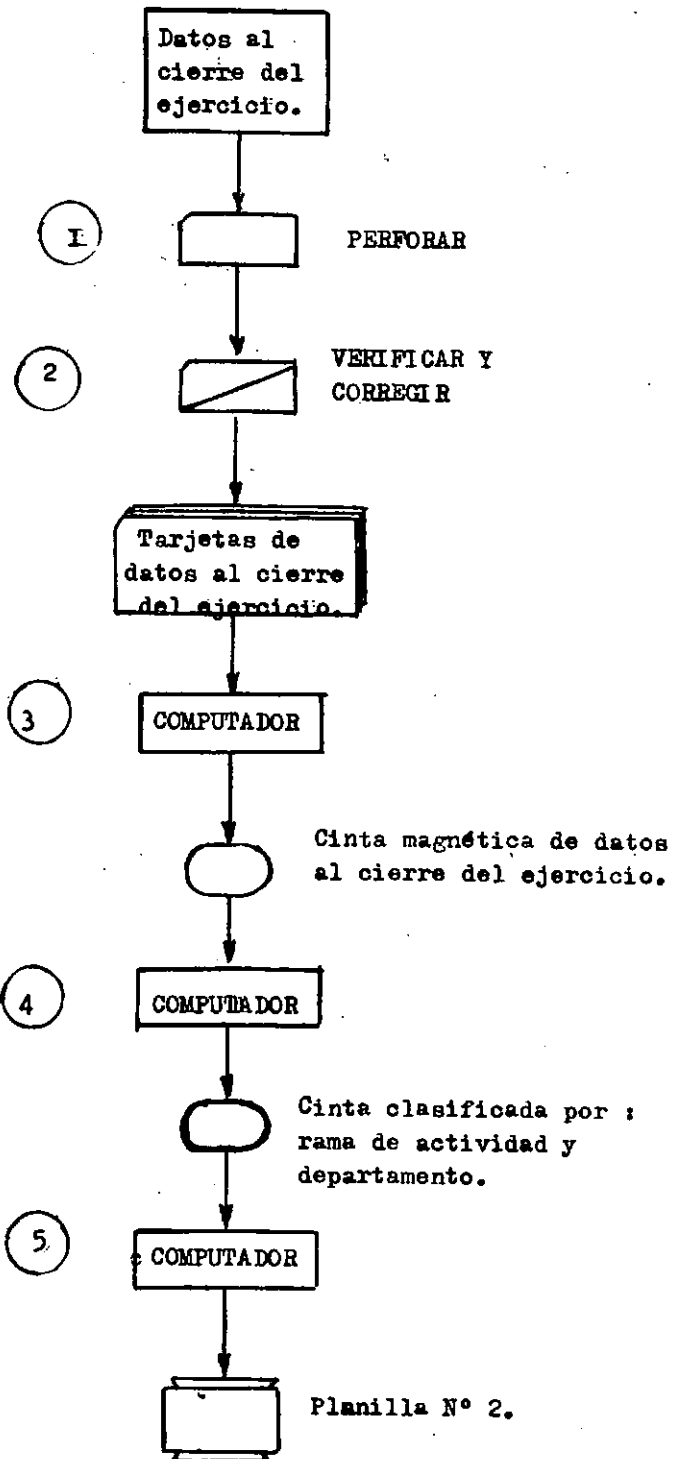 Datos al
cierre del
ejercicio.
I
PERFORAR
2
VERIFICAR Y
CORREGIR
Tarjetas de
datos al cierre
del ejercicio.
3
COMPUTADOR
Cinta magnética de datos
al cierre del ejercicio.
4
COMPUTADOR
Cinta clasificada por :
rama de actividad y
departamento.
5
COMPUTADOR
Planilla Nº 2.